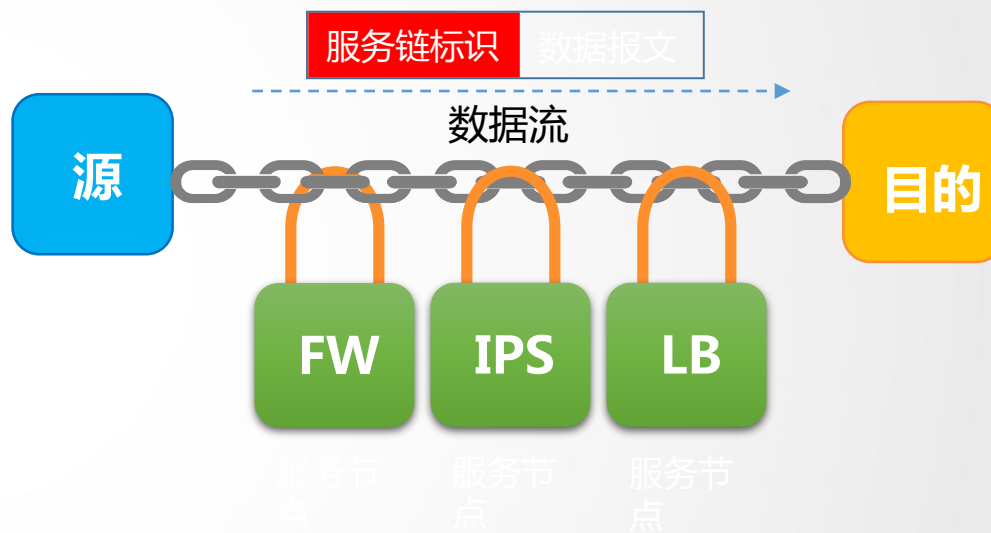 服务链标识 数据报文
数据流
源
目的
FW IPS LB
服务节 服务节 服务节
点 点 点